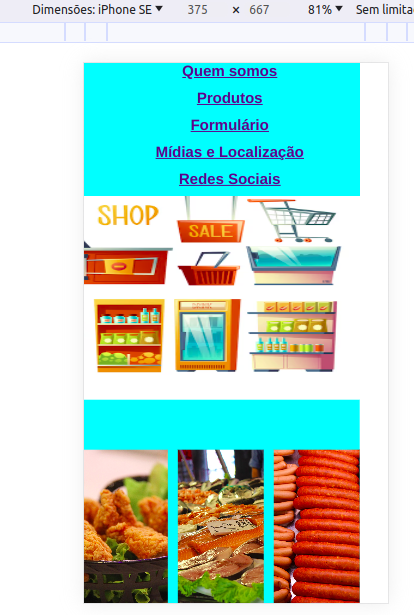 Dimensões: iPhone SE ▼ 375 × 667 81% ▼ Sem limita
Quem somos
Produtos
Formulário
Mídias e Localização
Redes Sociais
SHOP
SALE